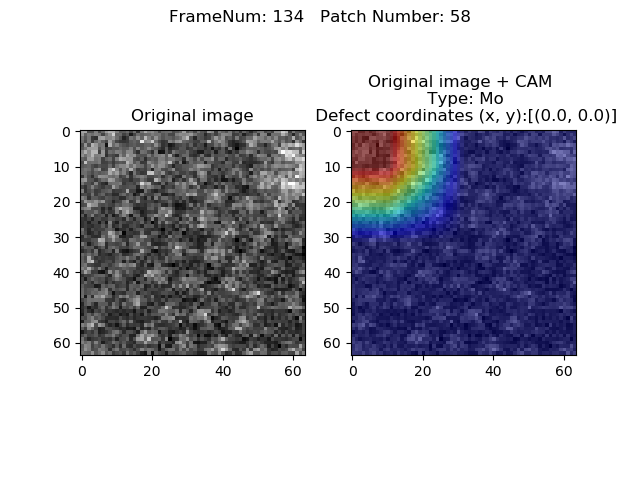 FrameNum: 134   Patch Number: 58
Original image
0
10
20
30
40
50
60
0 20 40 60
Original image + CAM
Type: Mo
Defect coordinates (x, y):[(0.0, 0.0)]
0
10
20
30
40
50
60
0 20 40 60